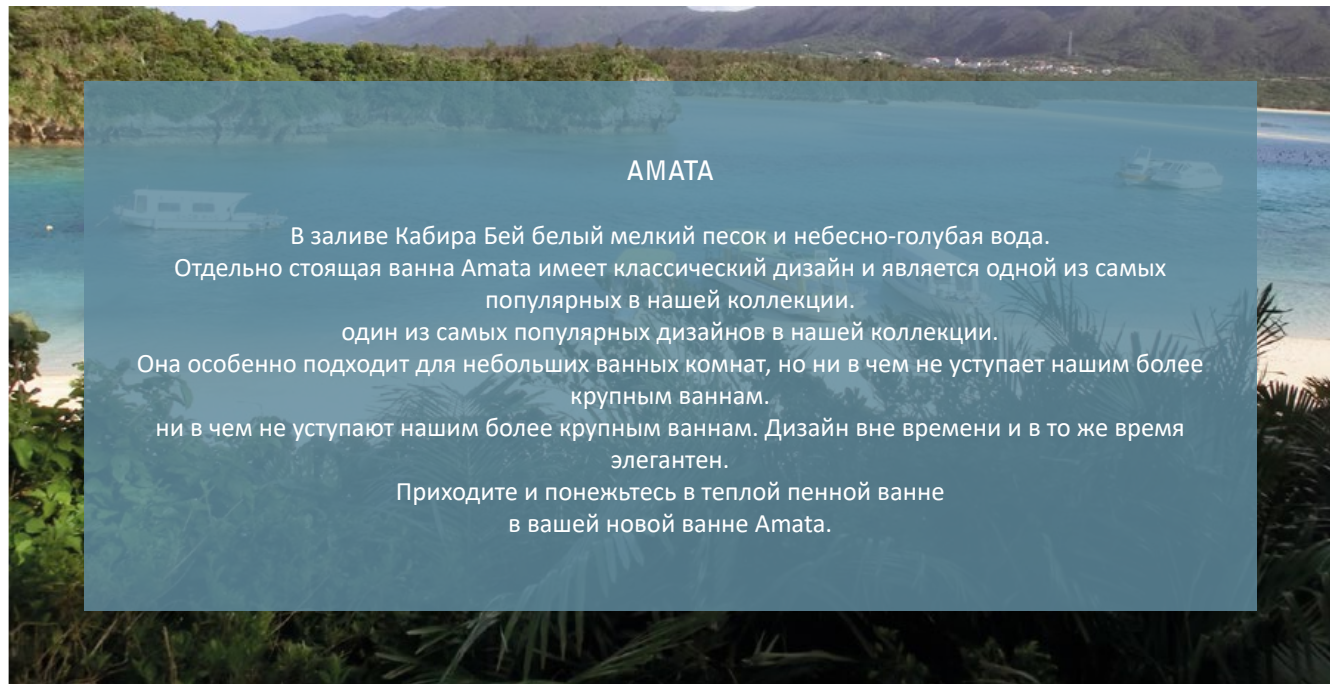 AMATA
В заливе Кабира Бей белый мелкий песок и небесно-голубая вода.
Отдельно стоящая ванна Amata имеет классический дизайн и является одной из самых
популярных в нашей коллекции.
один из самых популярных дизайнов в нашей коллекции.
Она особенно подходит для небольших ванных комнат, но ни в чем не уступает нашим более
крупным ваннам.
ни в чем не уступают нашим более крупным ваннам. Дизайн вне времени и в то же время
элегантен.
Приходите и понежьтесь в теплой пенной ванне
в вашей новой ванне Amata.